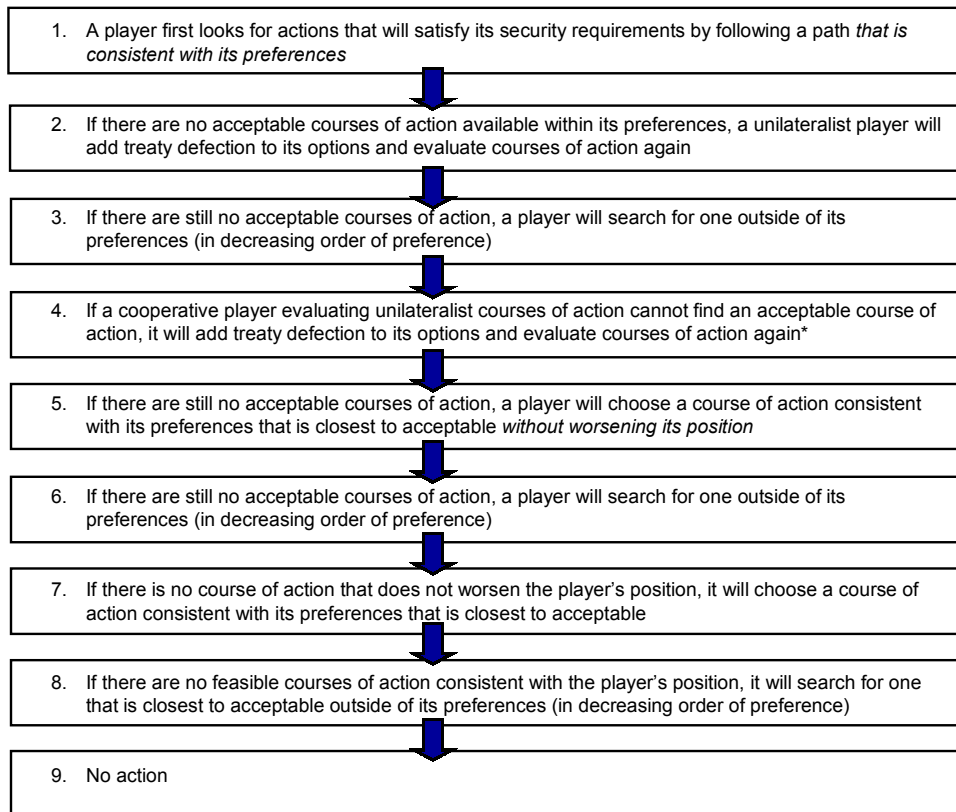 1. A player first looks for actions that will satisfy its security requirements by following a path that is
consistent with its preferences
2. If there are no acceptable courses of action available within its preferences, a unilateralist player will
add treaty defection to its options and evaluate courses of action again
3. If there are still no acceptable courses of action, a player will search for one outside of its
preferences (in decreasing order of preference)
4. If a cooperative player evaluating unilateralist courses of action cannot find an acceptable course of
action, it will add treaty defection to its options and evaluate courses of action again*
5. If there are still no acceptable courses of action, a player will choose a course of action consistent
with its preferences that is closest to acceptable without worsening its position
6. If there are still no acceptable courses of action, a player will search for one outside of its
preferences (in decreasing order of preference)
7. If there is no course of action that does not worsen the player’s position, it will choose a course of
action consistent with its preferences that is closest to acceptable
8. If there are no feasible courses of action consistent with the player’s position, it will search for one
that is closest to acceptable outside of its preferences (in decreasing order of preference)
9. No action